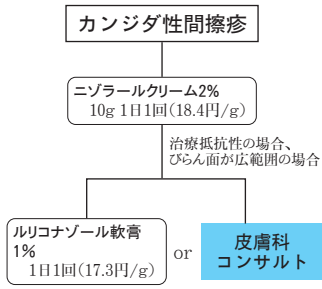 カンジダ性間擦疹
ニゾラールクリーム2%
10g 1日1回(18.4円/g)
治療抵抗性の場合、
びらん面が広範囲の場合
ルリコナゾール軟膏
1%
1日1回(17.3円/g)
or
皮膚科
コンサルト